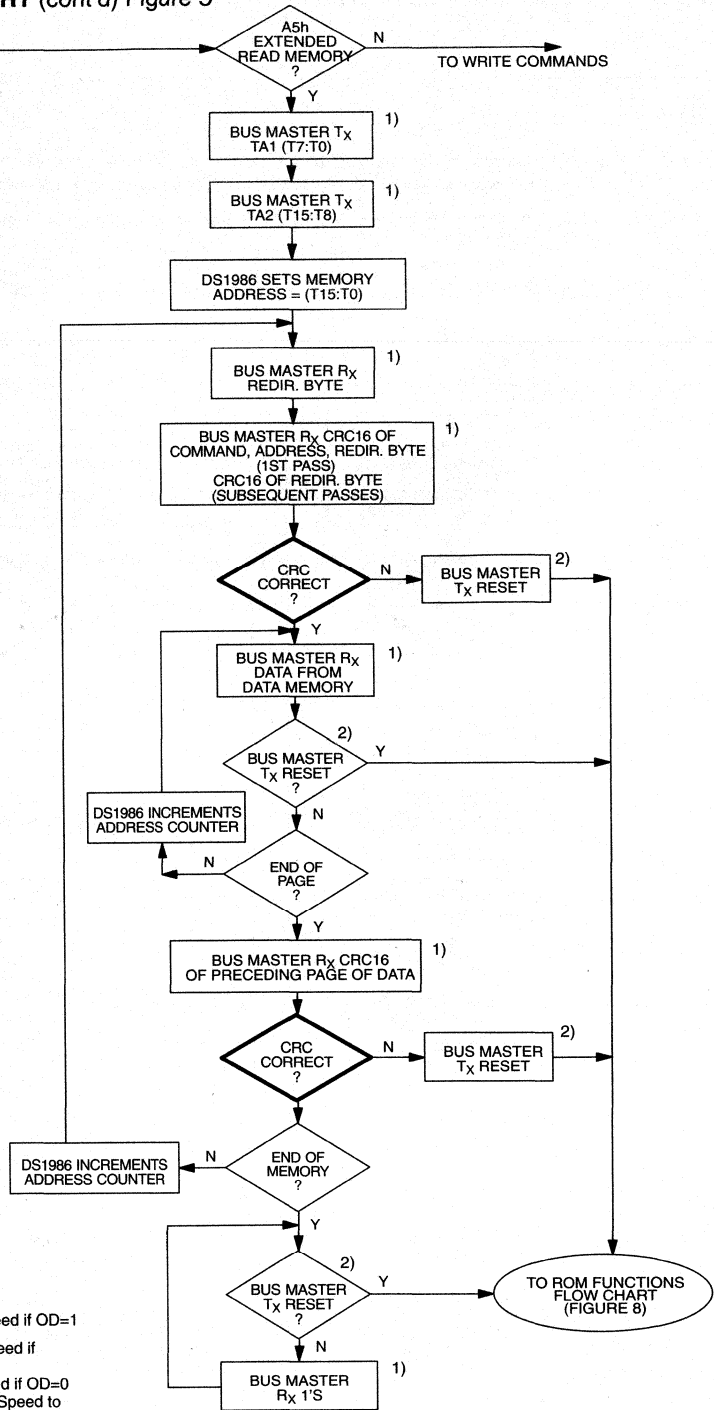 (cont'd) Figure 5
A5h
EXTENDED
READ MEMORY
?
N
TO WRITE COMMANDS
Y
BUS MASTER TX
TA1 (T7:T0)
1)
BUS MASTER TX
TA2 (T15:T8)
1)
DS1986 SETS MEMORY
ADDRESS = (T15:T0)
BUS MASTER RX
REDIR. BYTE
1)
BUS MASTER RX CRC16 OF
COMMAND, ADDRESS, REDIR. BYTE
(1ST PASS)
CRC16 OF REDIR. BYTE
(SUBSEQUENT PASSES)
1)
CRC
CORRECT
?
N
BUS MASTER
TX RESET
2)
Y
BUS MASTER RX
DATA FROM
DATA MEMORY
1)
BUS MASTER
TX RESET
?
2)
Y
N
DS1986 INCREMENTS
ADDRESS COUNTER
END OF
PAGE
?
N
Y
BUS MASTER RX CRC16
OF PRECEDING PAGE OF DATA
1)
CRC
CORRECT
?
N
BUS MASTER
TX RESET
2)
END OF
MEMORY
?
N
DS1986 INCREMENTS
ADDRESS COUNTER
Y
BUS MASTER
TX RESET
?
2)
Y
TO ROM FUNCTIONS
FLOW CHART
(FIGURE 8)
N
BUS MASTER
RX 1'S
1)
if OD=1
if
if OD=0
Speed to